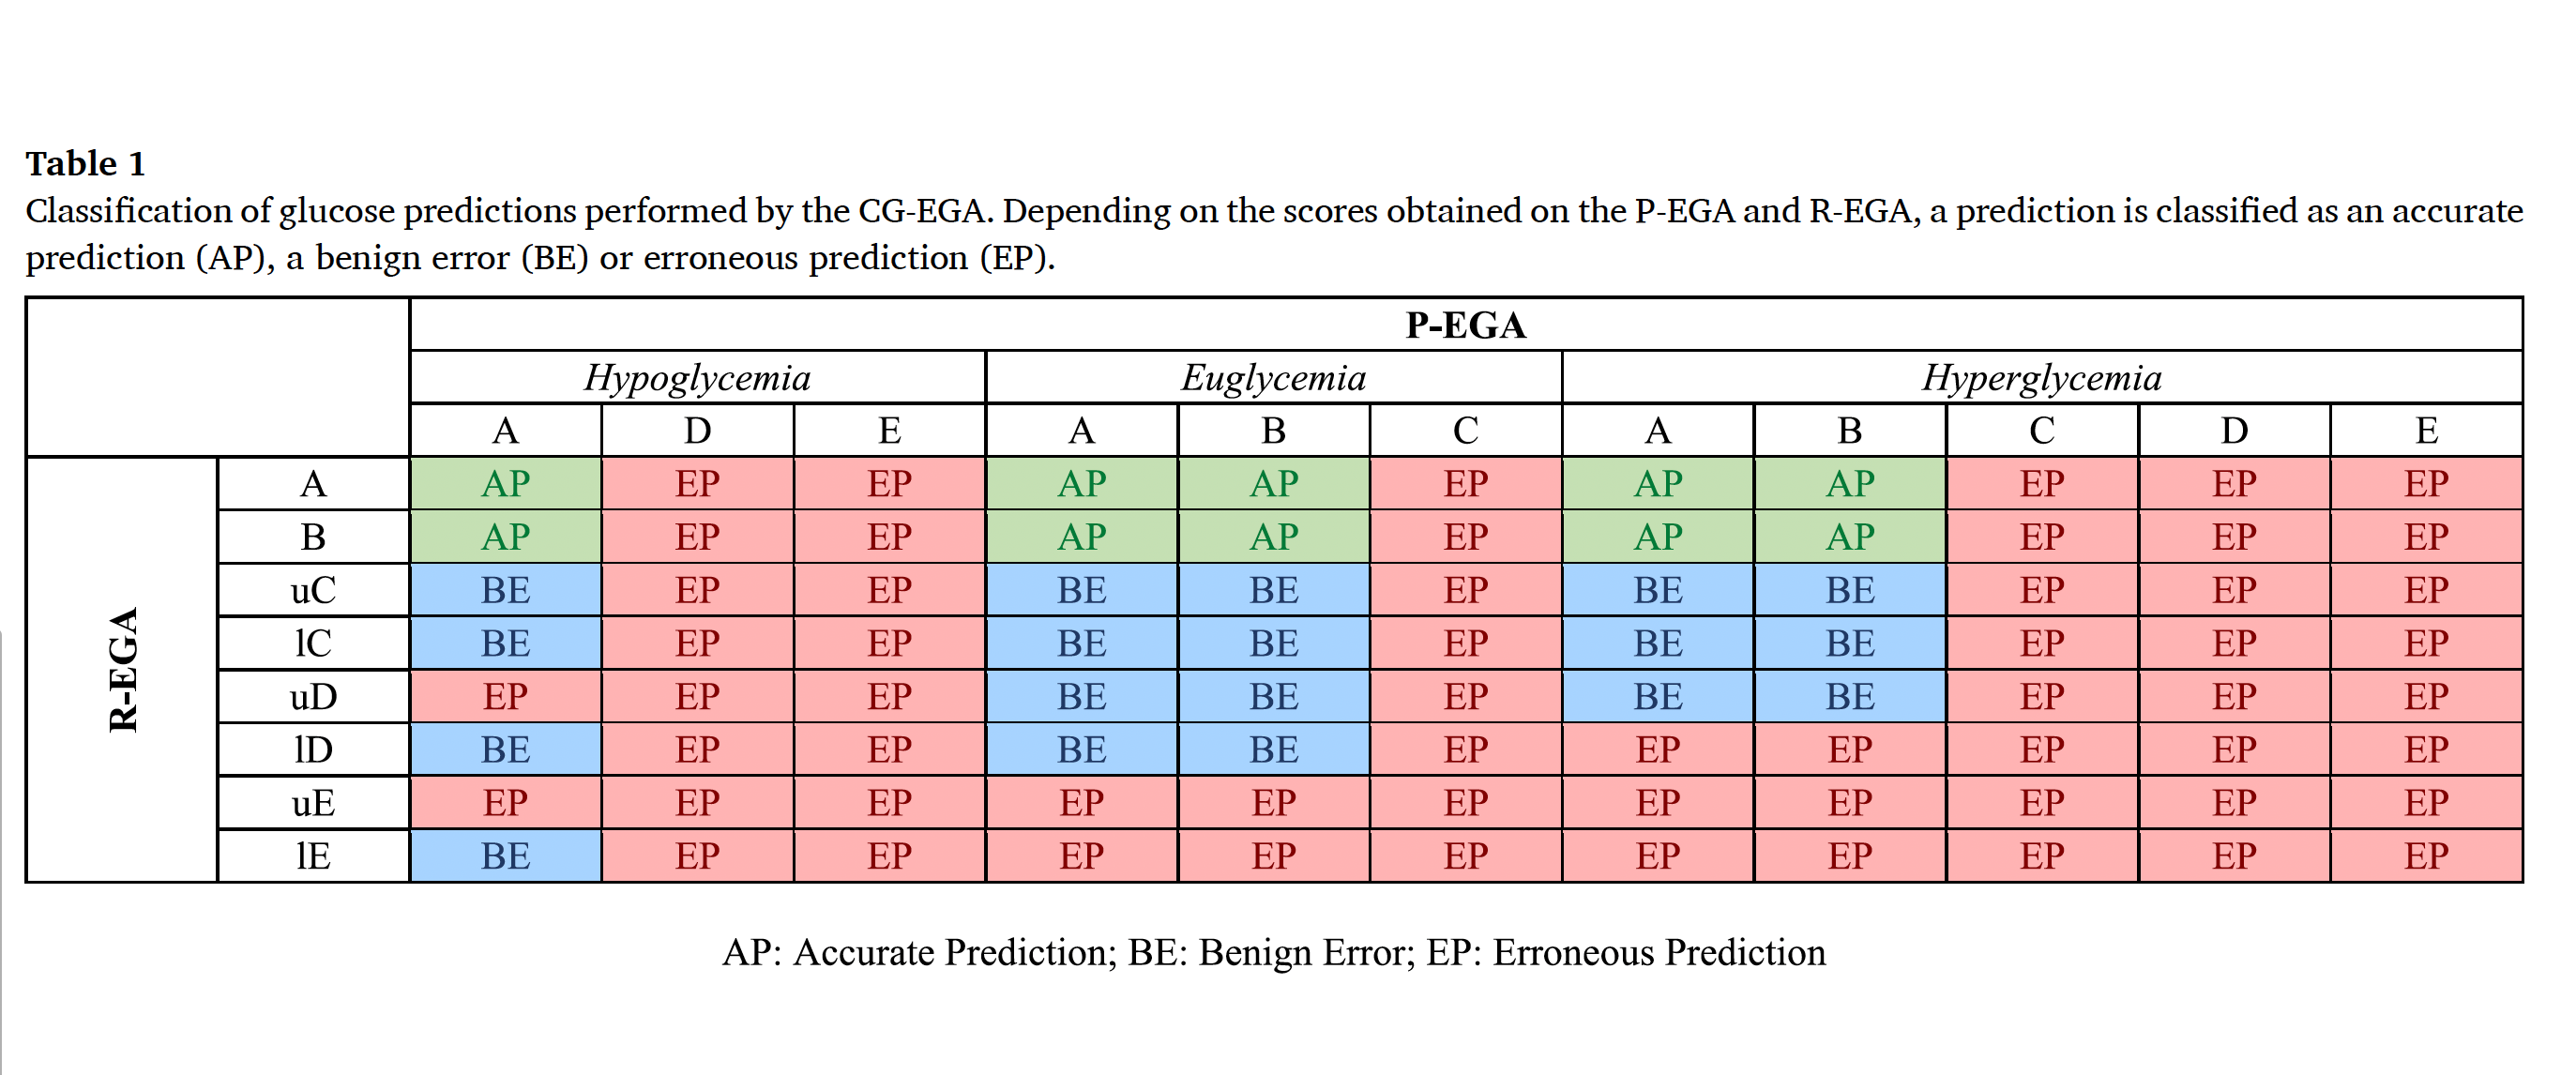 Table 1
Classification of glucose predictions performed by the CG-EGA. Depending on the scores obtained on the P-EGA and R-EGA, a prediction is classified as an accurate
prediction (AP), a benign error (BE) or erroneous prediction (EP).
P-EGA
Hypoglycemia Euglycemia Hyperglycemia
A D E A B C A B C D E
R-EGA
A AP EP EP AP AP EP AP AP EP EP EP
B AP EP EP AP AP EP AP AP EP EP EP
uC BE EP EP BE BE EP BE BE EP EP EP
lC BE EP EP BE BE EP BE BE EP EP EP
uD EP EP EP BE BE EP BE BE EP EP EP
lD BE EP EP BE BE EP EP EP EP EP EP
uE EP EP EP EP EP EP EP EP EP EP EP
lE BE EP EP EP EP EP EP EP EP EP EP
AP: Accurate Prediction; BE: Benign Error; EP: Erroneous Prediction